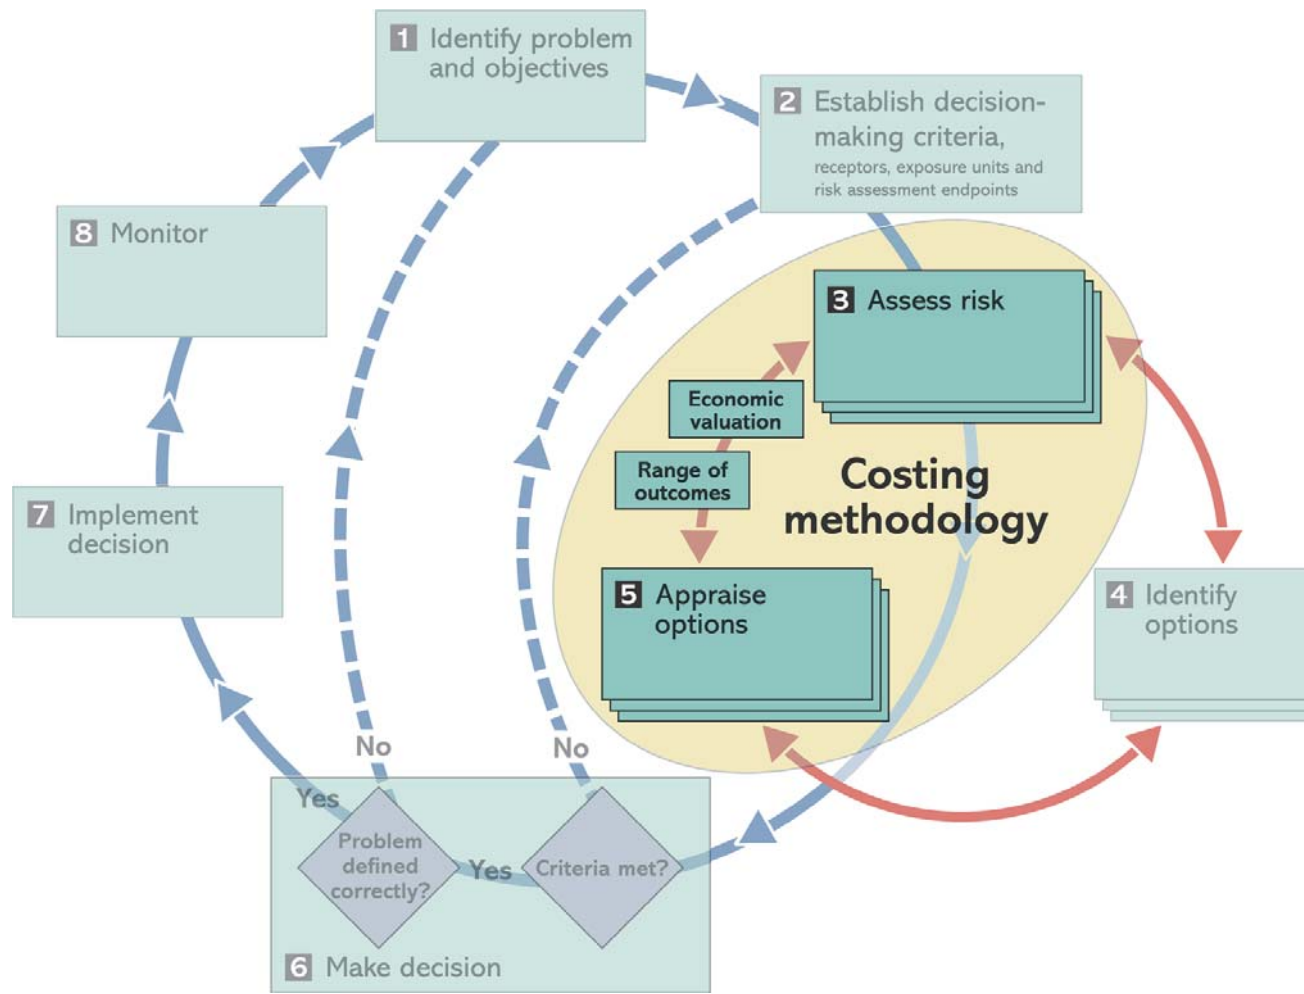 1 Identify problem
and objectives
2 Establish decision-
making criteria,
receptors, exposure units and
risk assessment endpoints
8 Monitor
3 Assess risk
Economic
valuation
Range of
outcomes
Costing
methodology
7 Implement
decision
5 Appraise
options
4 Identify
options
No
No
Yes
Problem
defined
correctly?
Yes
Criteria met?
6 Make decision